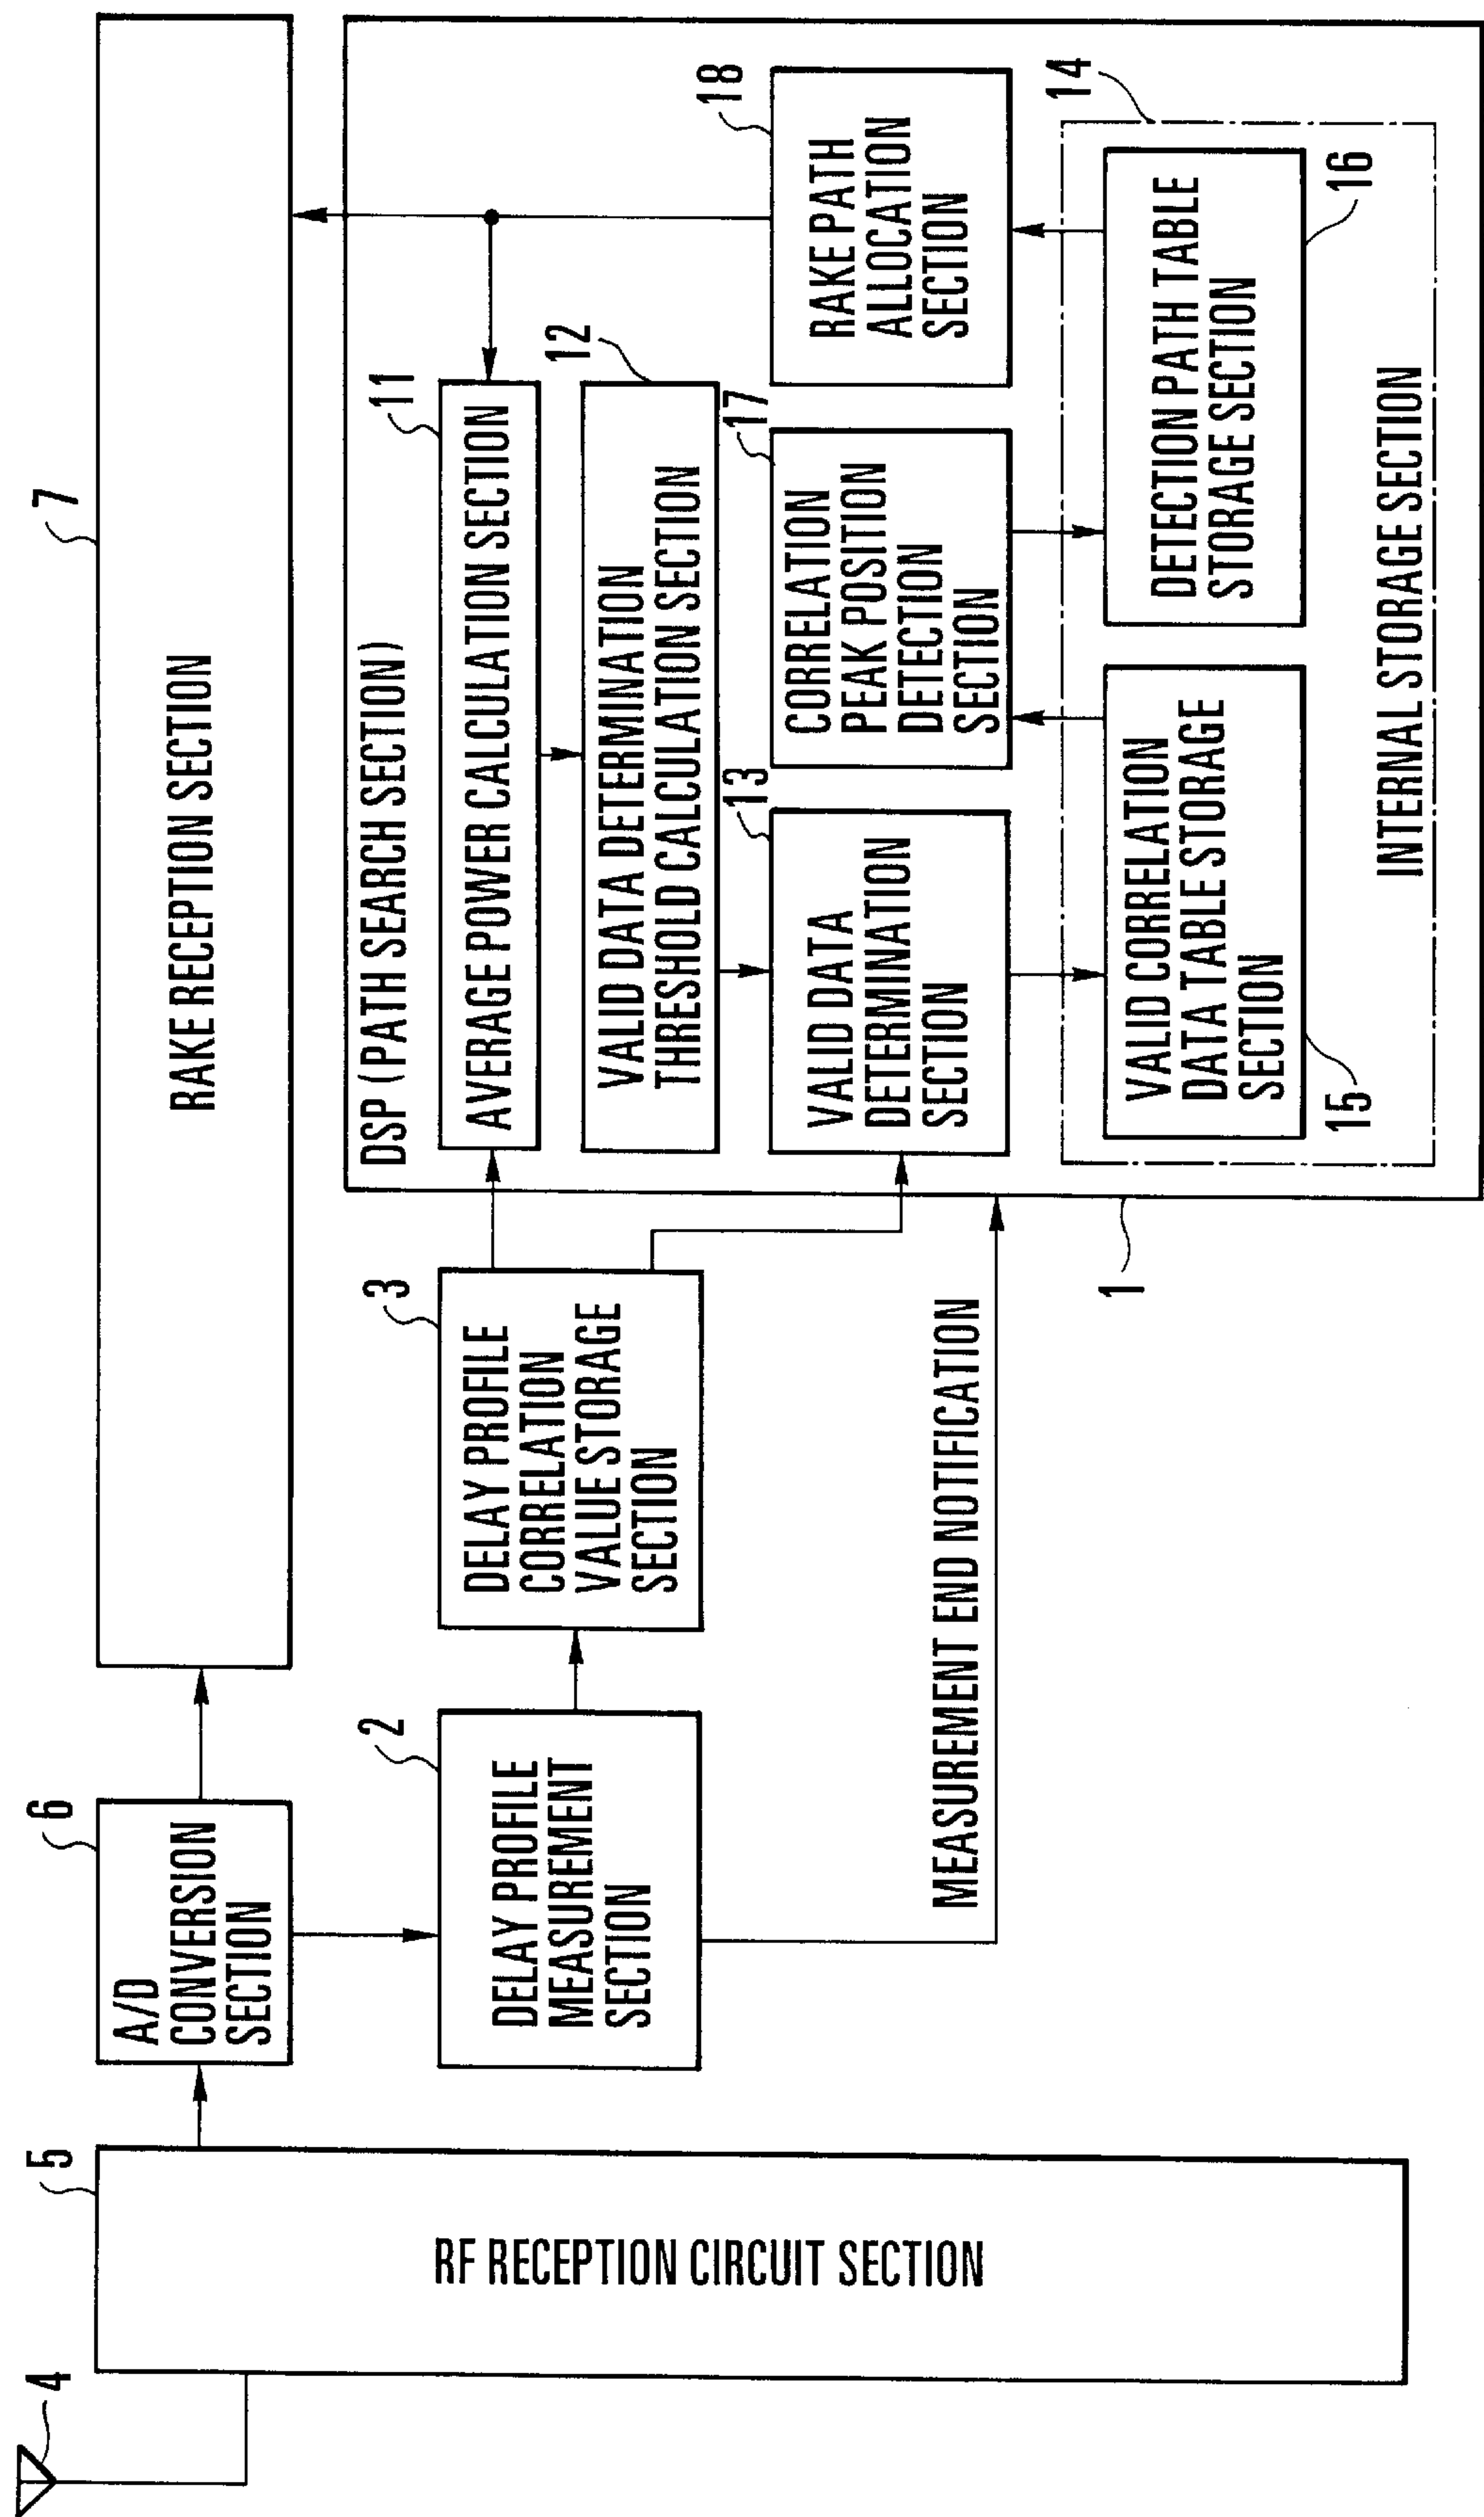 4
5
RF RECEPTION CIRCUIT SECTION
6
A/D
CONVERSION
SECTION
7
RAKE RECEPTION SECTION
2
DELAY PROFILE
MEASUREMENT
SECTION
3
DELAY PROFILE
CORRELATION
VALUE STORAGE
SECTION
MEASUREMENT END NOTIFICATION
1
DSP (PATH SEARCH SECTION)
11
AVERAGE POWER CALCULATION SECTION
12
VALID DATA DETERMINATION
THRESHOLD CALCULATION SECTION
13
VALID DATA
DETERMINATION
SECTION
17
CORRELATION
PEAK POSITION
DETECTION
SECTION
18
RAKE PATH
ALLOCATION
SECTION
14
15
VALID CORRELATION
DATA TABLE STORAGE
SECTION
16
DETECTION PATH TABLE
STORAGE SECTION
INTERNAL STORAGE SECTION